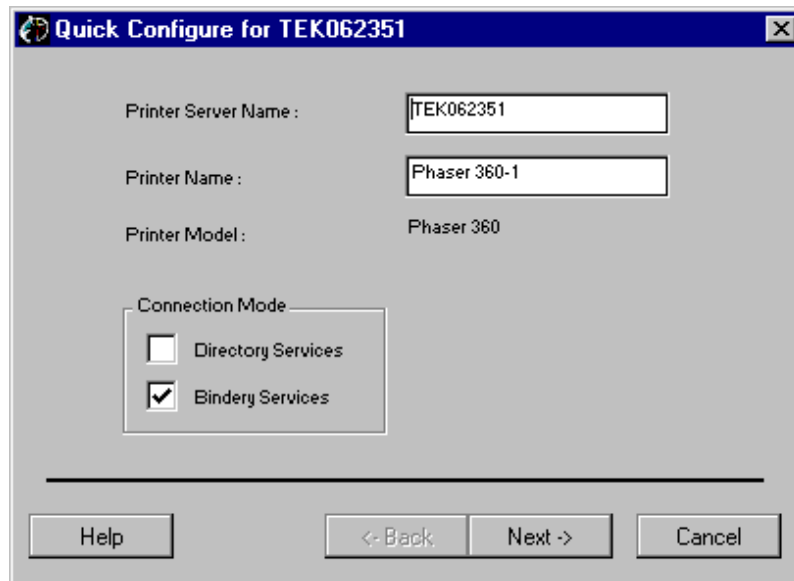 Quick Configure for TEK062351
Printer Server Name : TEK062351
Printer Name : Phaser 360-1
Printer Model : Phaser 360
Connection Mode
Directory Services
Bindery Services
Help <- Back Next -> Cancel